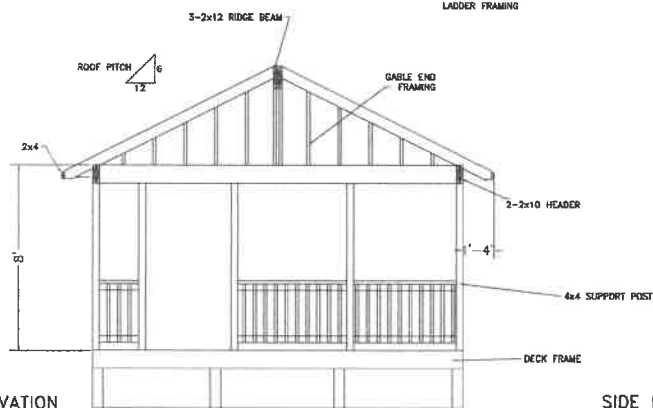 LADDER FRAMING
3-2x12 RIDGE BEAM
ROOF PITCH
6
12
GABLE END
FRAMING
2x4
2-2x10 HEADER
8'
1'-4"
4x4 SUPPORT POST
DECK FRAME
VATION
SIDE